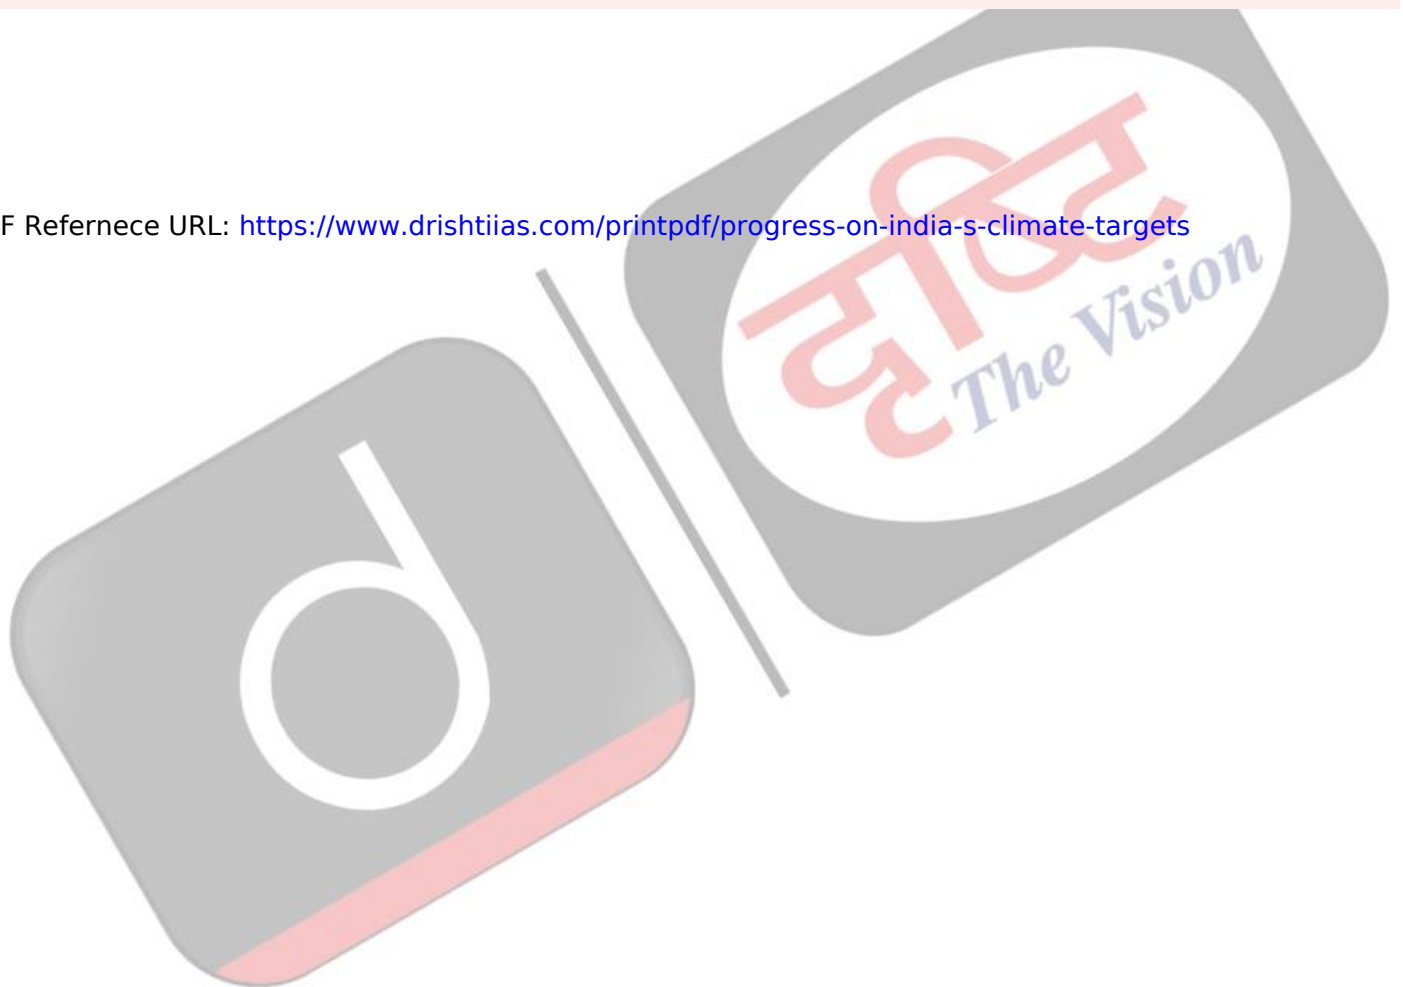 F Refernece URL: https://www.drishtiias.com/printpdf/progress-on-india-s-climate-targets
दृष्टि
The Vision
d